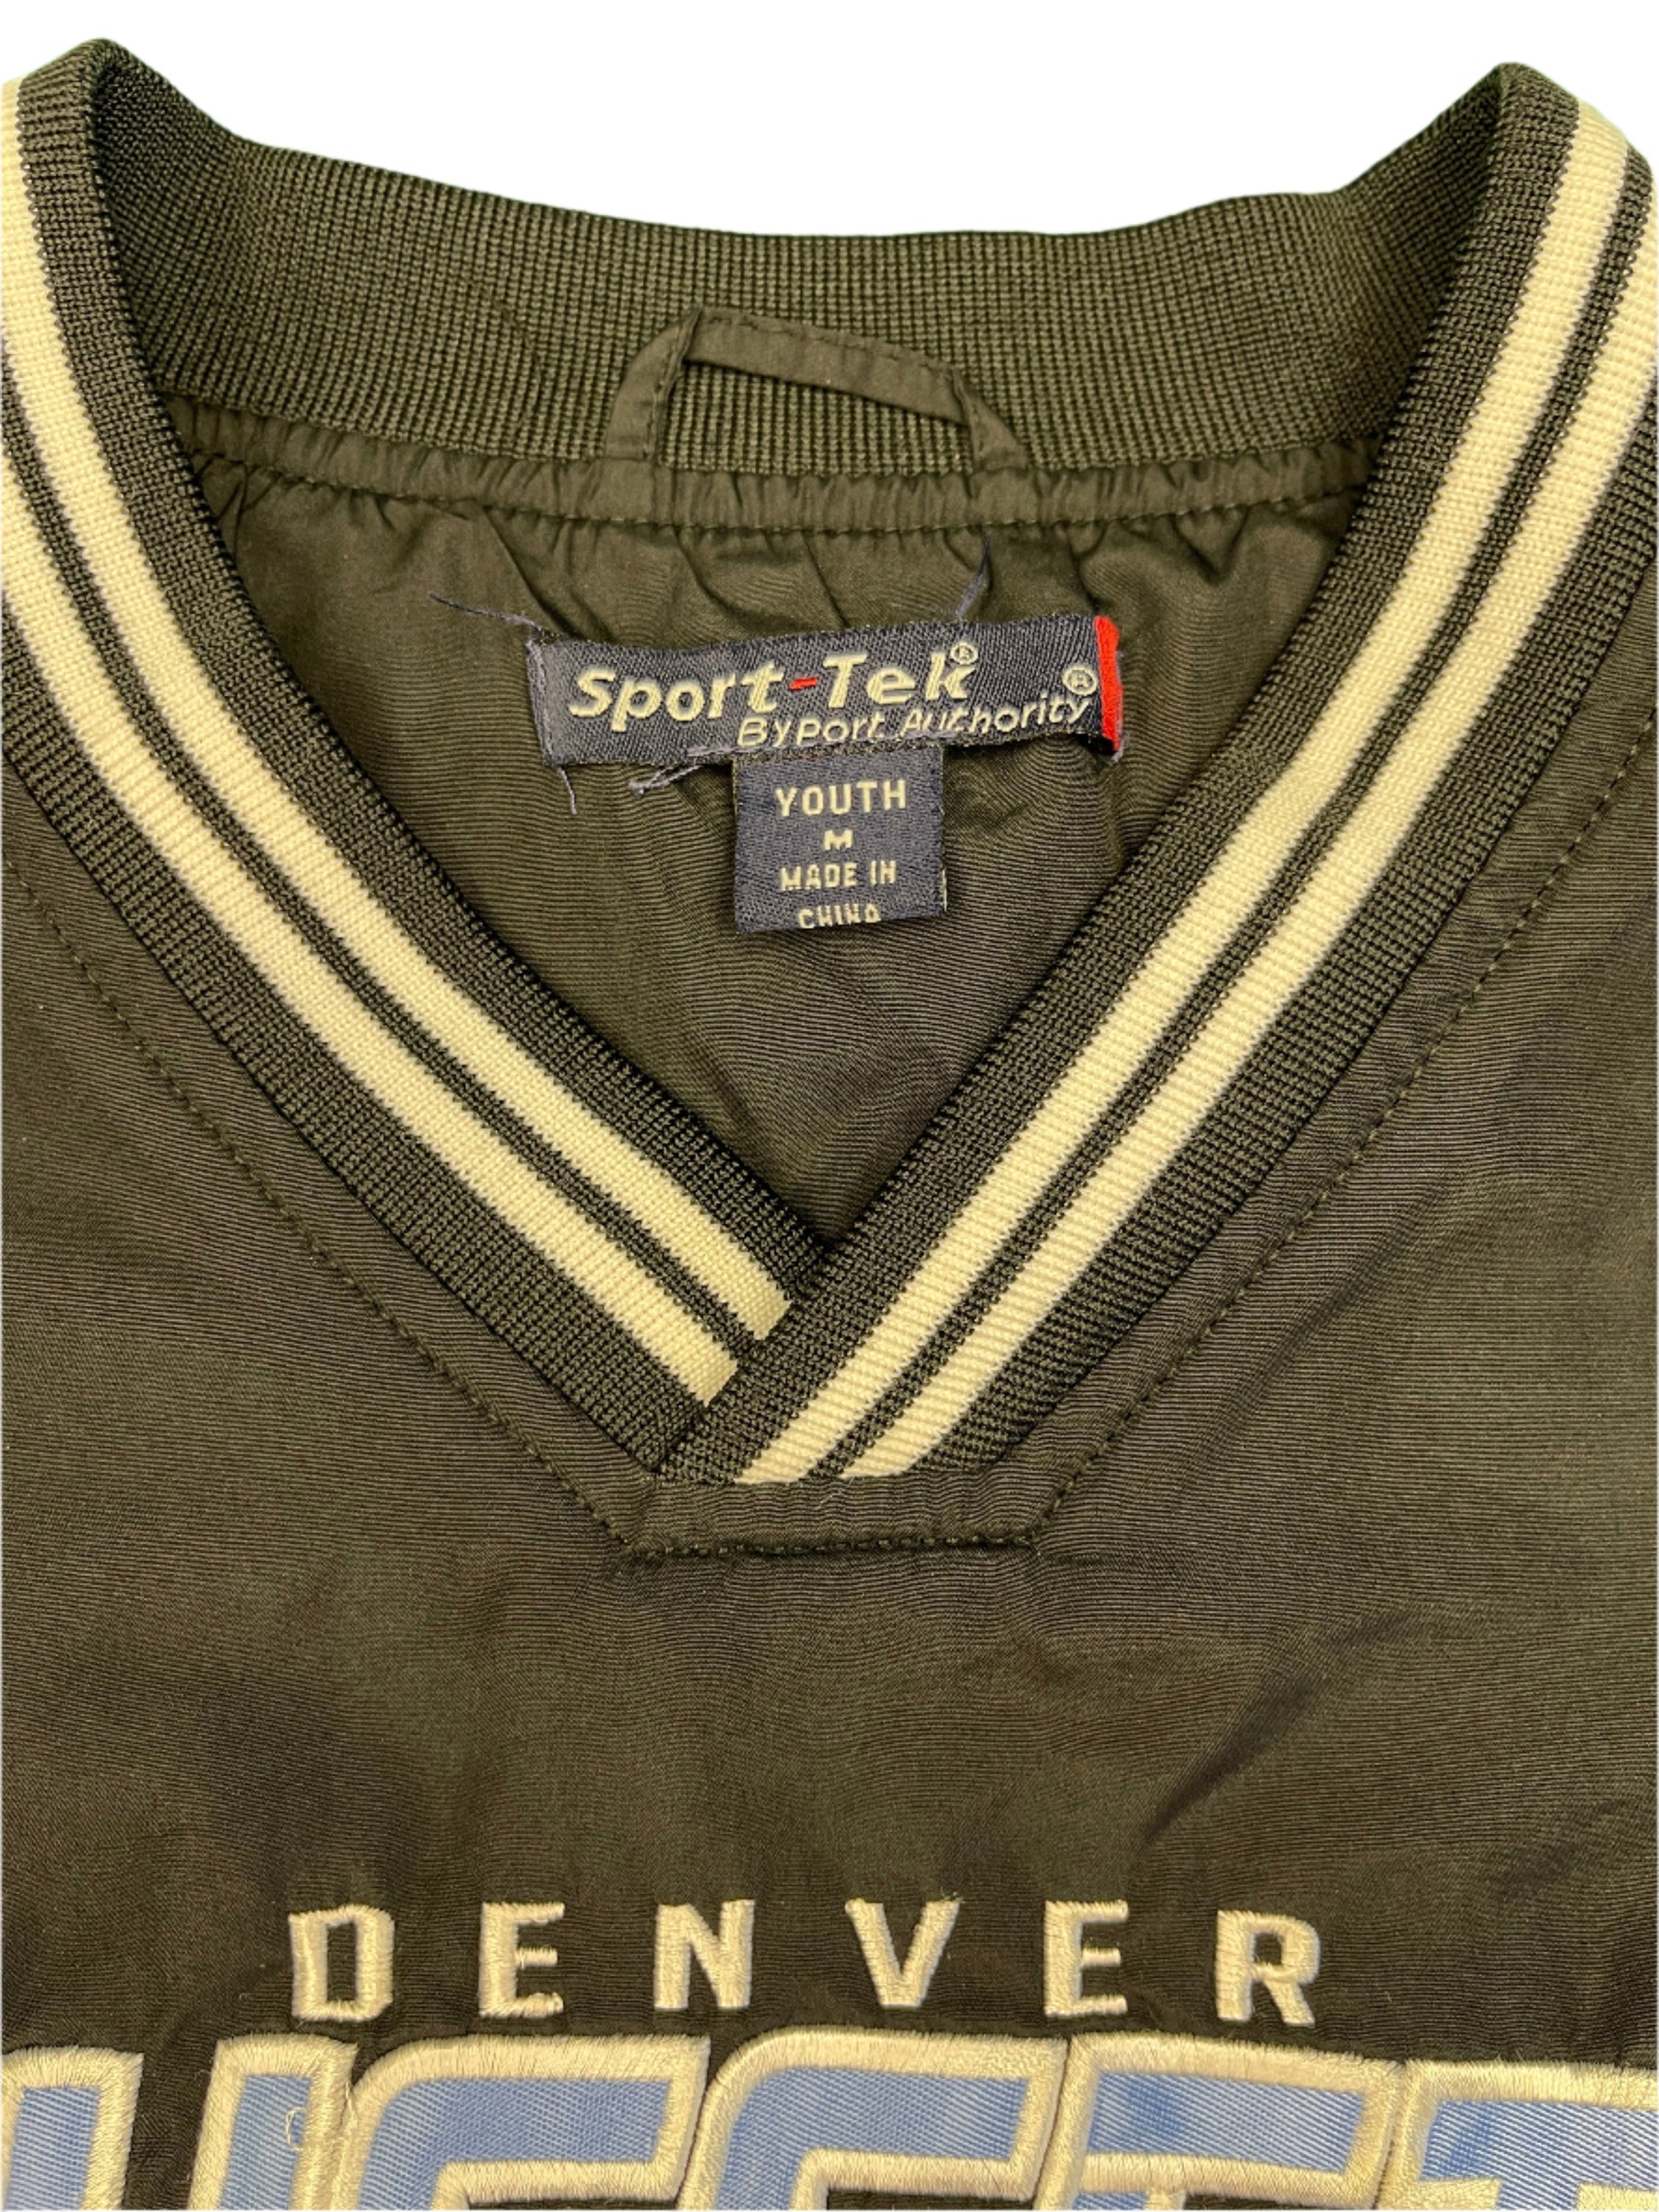 Sport-Tek®
By Port Authority®
YOUTH
M
MADE IN
CHINA
DENVER